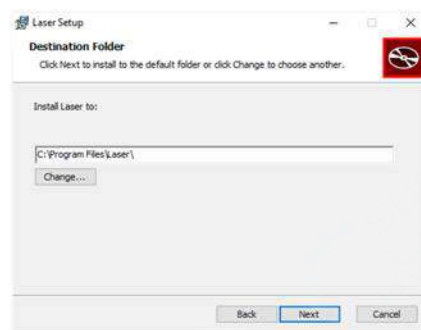 Laser Setup
Destination Folder
Click Next to install to the default folder or click Change to choose another.
Install Laser to:
C:\Program Files\Laser\
Change...
Back Next Cancel